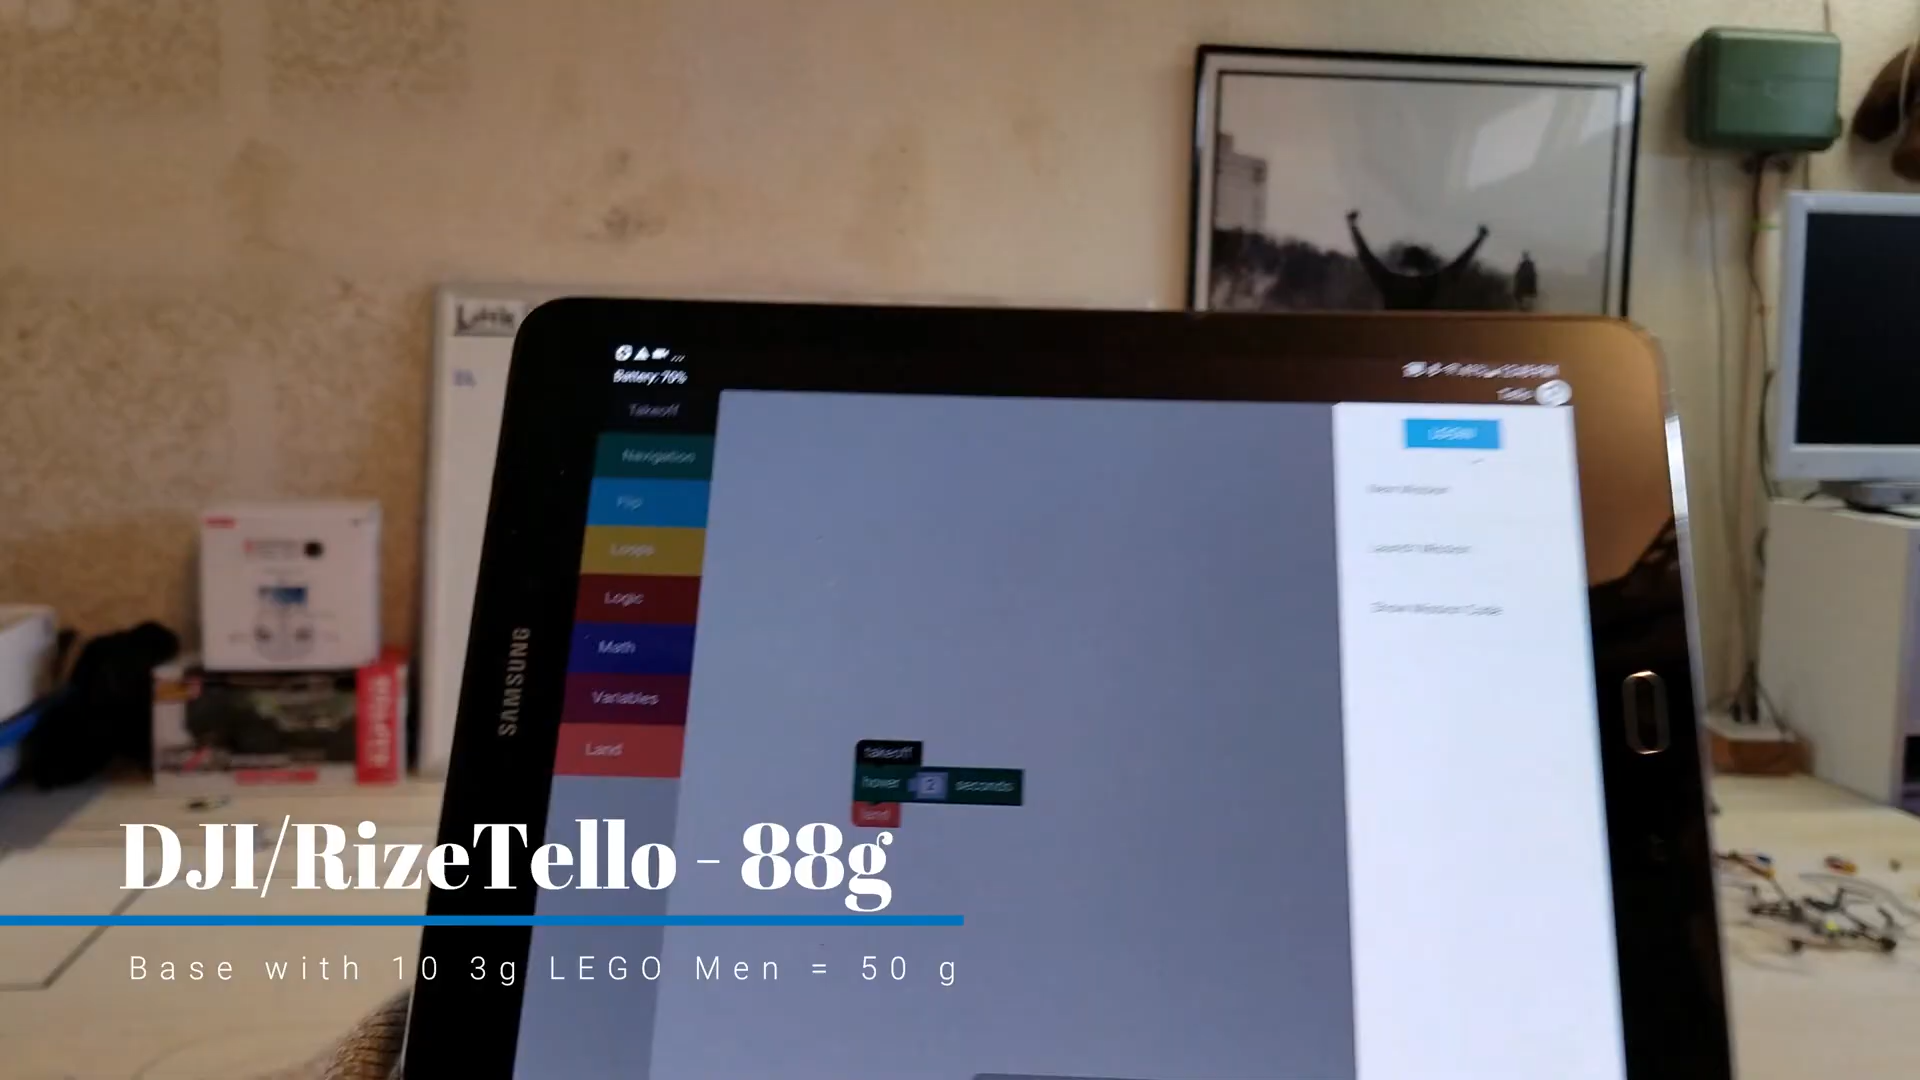 Battery: 70%
Takeoff
Navigation
Flip
Loops
Logic
Math
Variables
Land
SAMSUNG
takeoff
hover 2 seconds
land
DJI/RizeTello - 88g
Base with 10 3g LEGO Men = 50 g